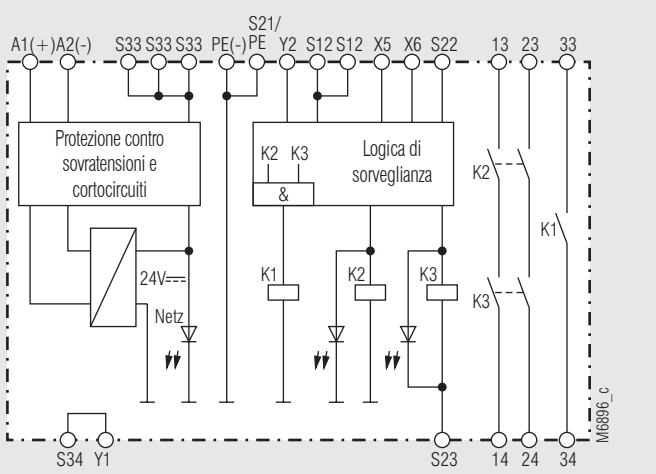 S21/
A1(+) A2(-) S33 S33 S33 PE(-) PE Y2 S12 S12 X5 X6 S22 13 23 33
Protezione contro
sovratensioni e
cortocircuiti
K2 K3
&
Logica di
sorveglianza
K2
K1
24V
K1 K2 K3
K3
Netz
M6896_c
S34 Y1 S23 14 24 34